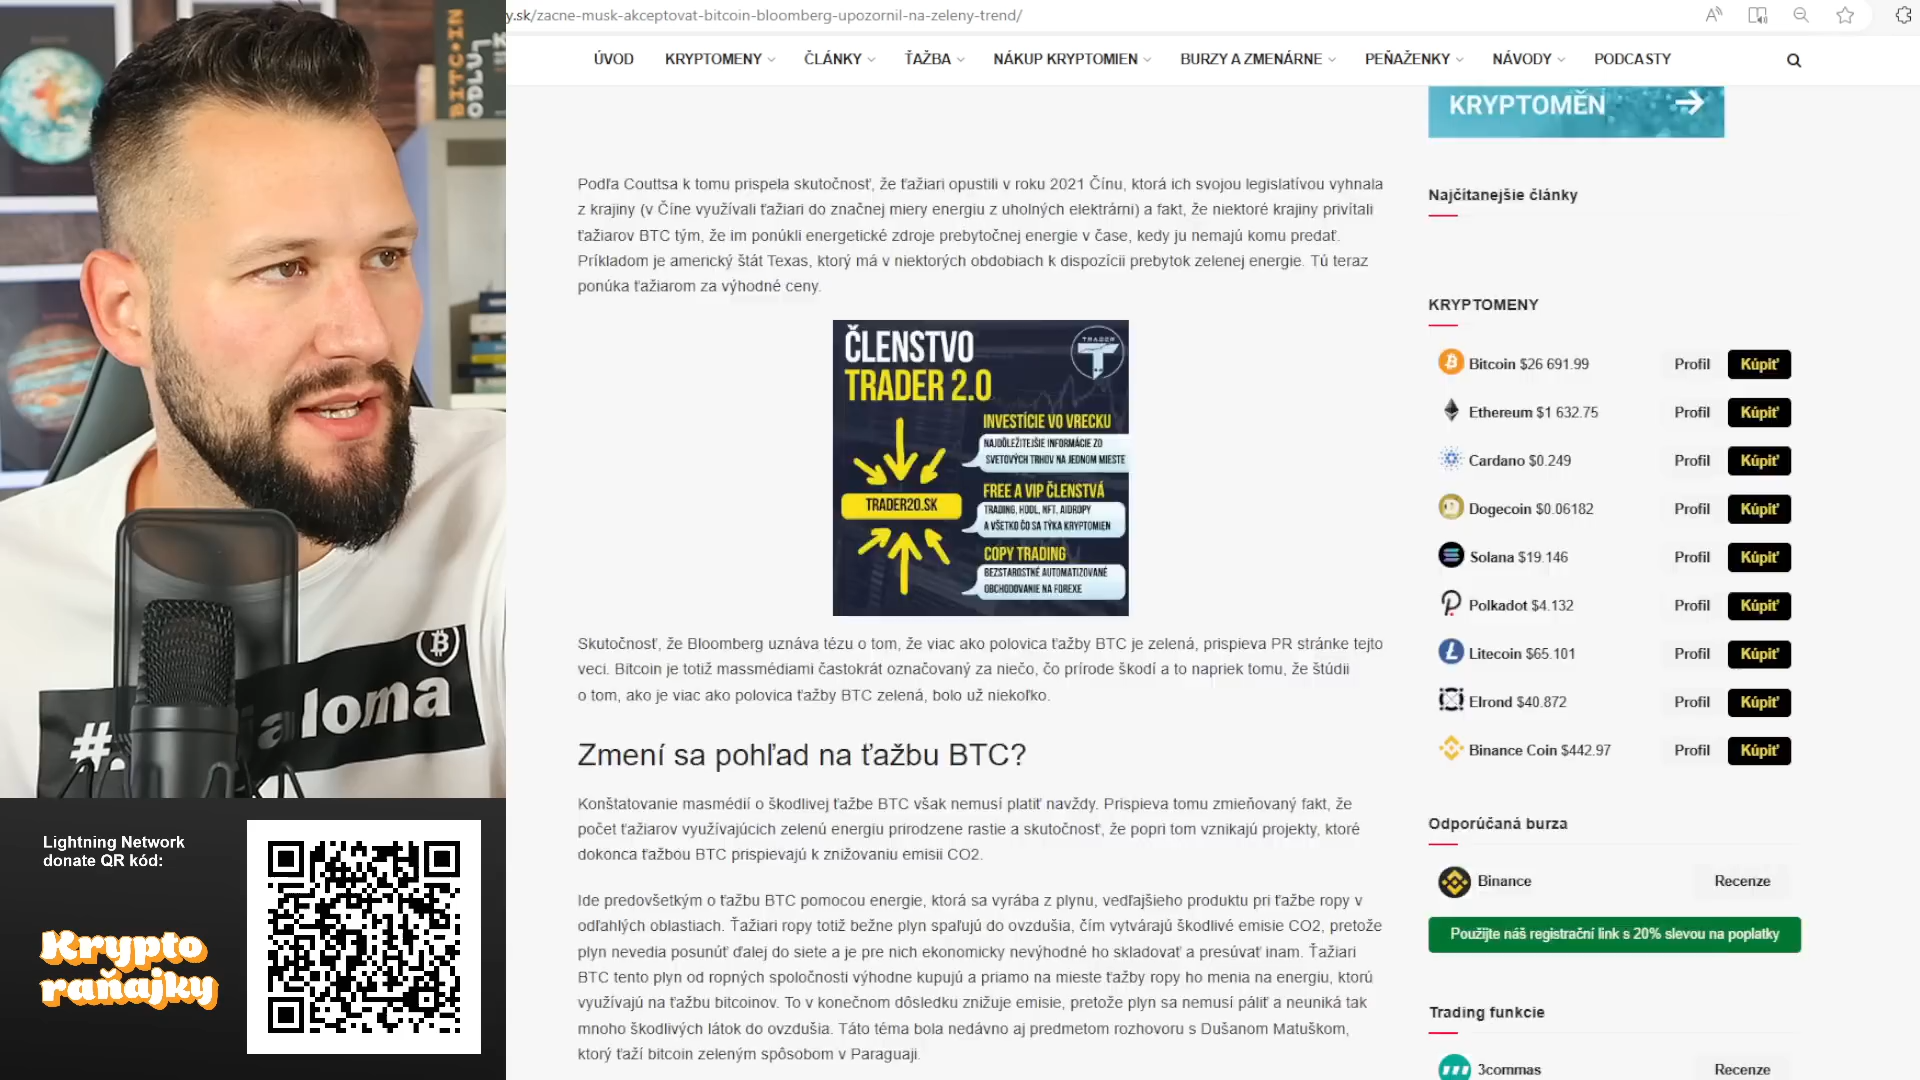 y.sk/zacne-musk-akceptovat-bitcoin-bloomberg-upozornil-na-zeleny-trend/
ÚVOD KRYPTOMENY ČLÁNKY ŤAŽBA NÁKUP KRYPTOMIEN BURZY A ZMENÁRNE PEŇAŽENKY NÁVODY PODCASTY
BITCOIN
ODLU
Podľa Couttsa k tomu prispela skutočnosť, že ťažiari opustili v roku 2021 Čínu, ktorá ich svojou legislatívou vyhnala
z krajiny (v Číne využívali ťažiari do značnej miery energiu z uhoľných elektrární) a fakt, že niektoré krajiny privítali
ťažiarov BTC tým, že im ponúkli energetické zdroje prebytočnej energie v čase, kedy ju nemajú komu predať.
Príkladom je americký štát Texas, ktorý má v niektorých obdobiach k dispozícii prebytok zelenej energie. Tú teraz
ponúka ťažiarom za výhodné ceny.
ČLENSTVO
TRADER 2.0
TRADER
INVESTÍCIE VO VRECKU
NAJDÔLEŽITEJŠIE INFORMÁCIE ZO
SVETOVÝCH TRHOV NA JEDNOM MIESTE
TRADER20.SK
FREE A VIP ČLENSTVÁ
TRADING, HODL, NFT, AIDROPY
A VŠETKO ČO SA TÝKA KRYPTOMIEN
COPY TRADING
BEZSTAROSTNÉ AUTOMATIZOVANÉ
OBCHODOVANIE NA FOREXE
Skutočnosť, že Bloomberg uznáva tézu o tom, že viac ako polovica ťažby BTC je zelená, prispieva PR stránke tejto
veci. Bitcoin je totiž massmédiami častokrát označovaný za niečo, čo prírode škodí a to napriek tomu, že štúdii
o tom, ako je viac ako polovica ťažby BTC zelená, bolo už niekoľko.
Zmení sa pohľad na ťažbu BTC?
Konštatovanie masmédií o škodlivej ťažbe BTC však nemusí platiť navždy. Prispieva tomu zmieňovaný fakt, že
počet ťažiarov využívajúcich zelenú energiu prirodzene rastie a skutočnosť, že popri tom vznikajú projekty, ktoré
dokonca ťažbou BTC prispievajú k znižovaniu emisii CO2.
Ide predovšetkým o ťažbu BTC pomocou energie, ktorá sa vyrába z plynu, vedľajšieho produktu pri ťažbe ropy v
odľahlých oblastiach. Ťažiari ropy totiž bežne plyn spaľujú do ovzdušia, čím vytvárajú škodlivé emisie CO2, pretože
plyn nevedia posunúť ďalej do siete a je pre nich ekonomicky nevýhodné ho skladovať a presúvať inam. Ťažiari
BTC tento plyn od ropných spoločnosti výhodne kupujú a priamo na mieste ťažby ropy ho menia na energiu, ktorú
využívajú na ťažbu bitcoinov. To v konečnom dôsledku znižuje emisie, pretože plyn sa nemusí páliť a neuniká tak
mnoho škodlivých látok do ovzdušia. Táto téma bola nedávno aj predmetom rozhovoru s Dušanom Matuškom,
ktorý ťaží bitcoin zeleným spôsobom v Paraguaji.
KRYPTOMĚN
Najčítanejšie články
KRYPTOMENY
Bitcoin $26 691.99 Profil Kúpiť
Ethereum $1 632.75 Profil Kúpiť
Cardano $0.249 Profil Kúpiť
Dogecoin $0.06182 Profil Kúpiť
Solana $19.146 Profil Kúpiť
Polkadot $4.132 Profil Kúpiť
Litecoin $65.101 Profil Kúpiť
Elrond $40.872 Profil Kúpiť
Binance Coin $442.97 Profil Kúpiť
Odporúčaná burza
Binance Recenze
Použijte náš registrační link s 20% slevou na poplatky
Trading funkcie
3commas Recenze
Lightning Network
donate QR kód:
Krypto
raňajky